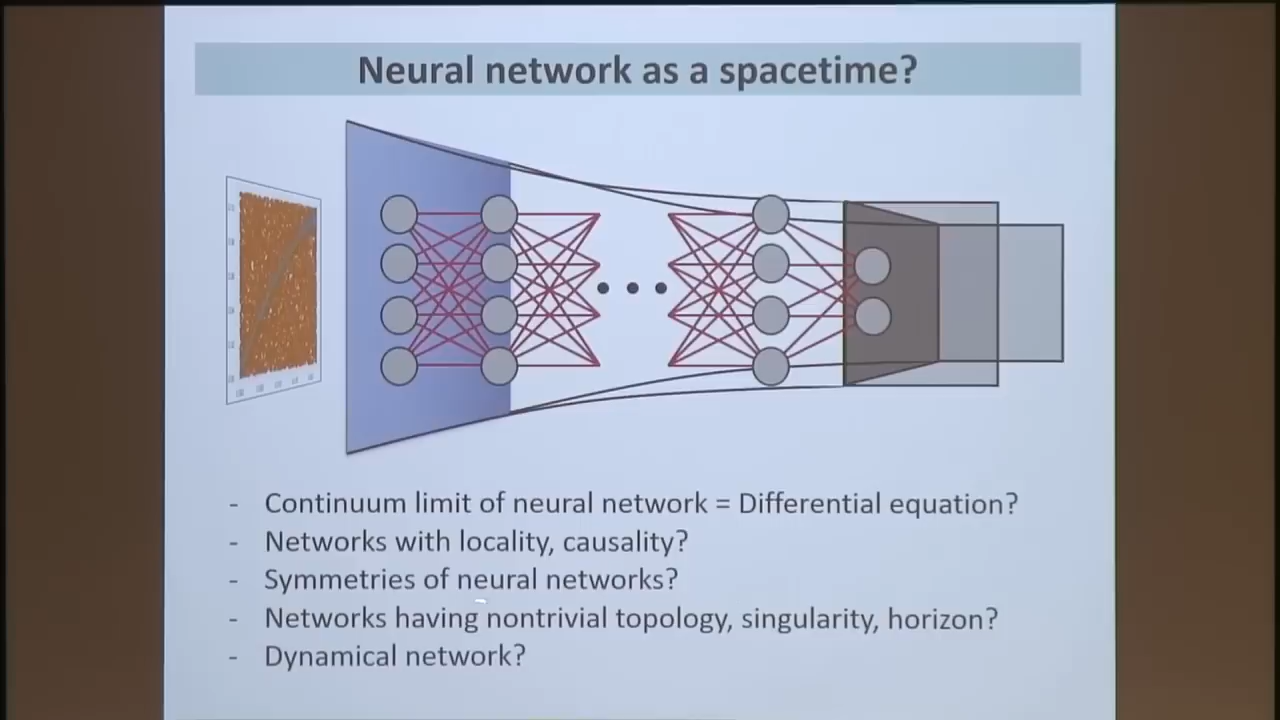 Neural network as a spacetime?
- Continuum limit of neural network = Differential equation?
- Networks with locality, causality?
- Symmetries of neural networks?
- Networks having nontrivial topology, singularity, horizon?
- Dynamical network?